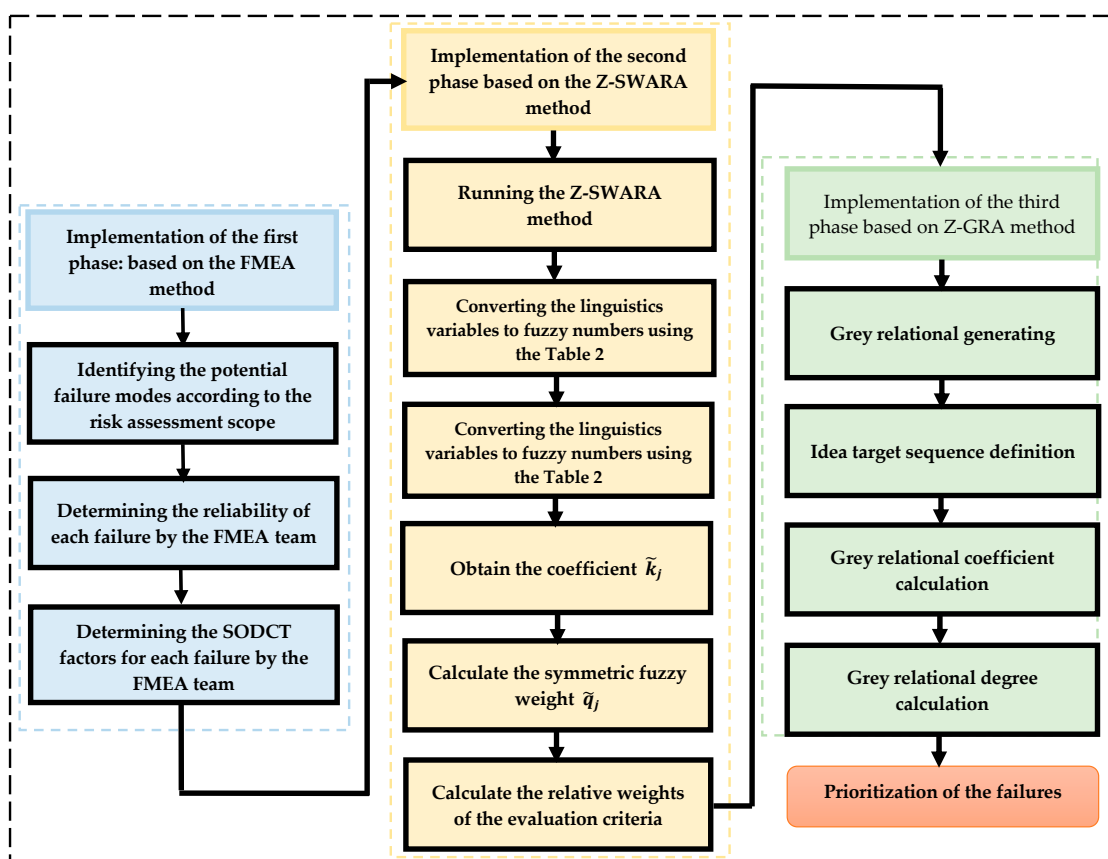 Implementation of the first
phase: based on the FMEA
method
Identifying the potential
failure modes according to the
risk assessment scope
Determining the reliability of
each failure by the FMEA team
Determining the SODCT
factors for each failure by the
FMEA team
Implementation of the second
phase based on the Z-SWARA
method
Running the Z-SWARA
method
Converting the linguistics
variables to fuzzy numbers using
the Table 2
Converting the linguistics
variables to fuzzy numbers using
the Table 2
Obtain the coefficient k̃ⱼ
Calculate the symmetric fuzzy
weight q̃ⱼ
Calculate the relative weights
of the evaluation criteria
Implementation of the third
phase based on Z-GRA method
Grey relational generating
Idea target sequence definition
Grey relational coefficient
calculation
Grey relational degree
calculation
Prioritization of the failures